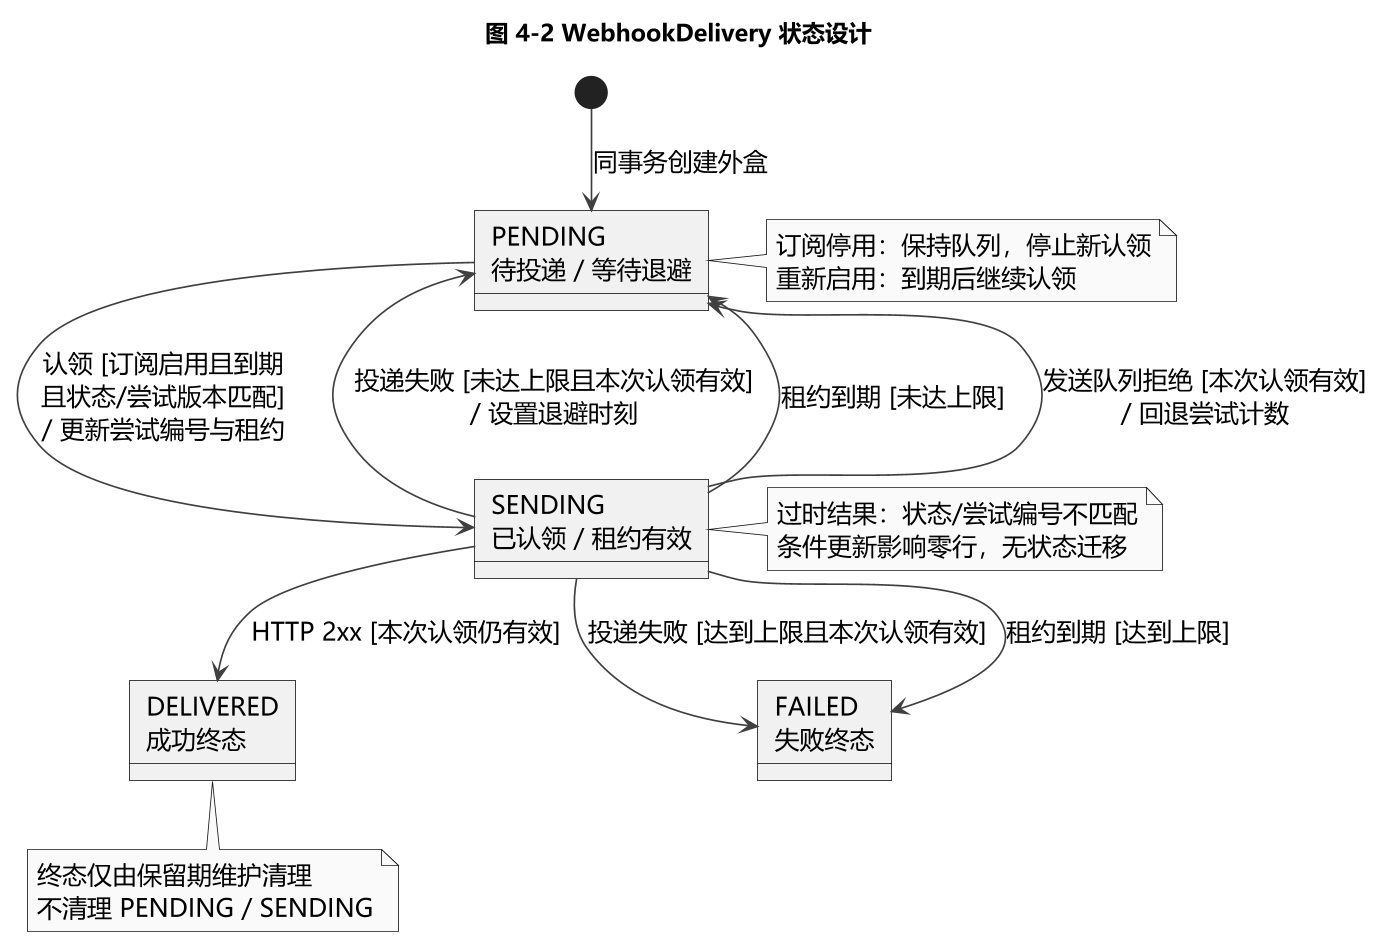 图 4-2 WebhookDelivery 状态设计
同事务创建外盒
PENDING
待投递 / 等待退避
订阅停用：保持队列，停止新认领
重新启用：到期后继续认领
认领 [订阅启用且到期
且状态/尝试版本匹配]
/ 更新尝试编号与租约
投递失败 [未达上限且本次认领有效]
/ 设置退避时刻
租约到期 [未达上限]
发送队列拒绝 [本次认领有效]
/ 回退尝试计数
SENDING
已认领 / 租约有效
过时结果：状态/尝试编号不匹配
条件更新影响零行，无状态迁移
HTTP 2xx [本次认领仍有效]
投递失败 [达到上限且本次认领有效]
租约到期 [达到上限]
DELIVERED
成功终态
FAILED
失败终态
终态仅由保留期维护清理
不清理 PENDING / SENDING